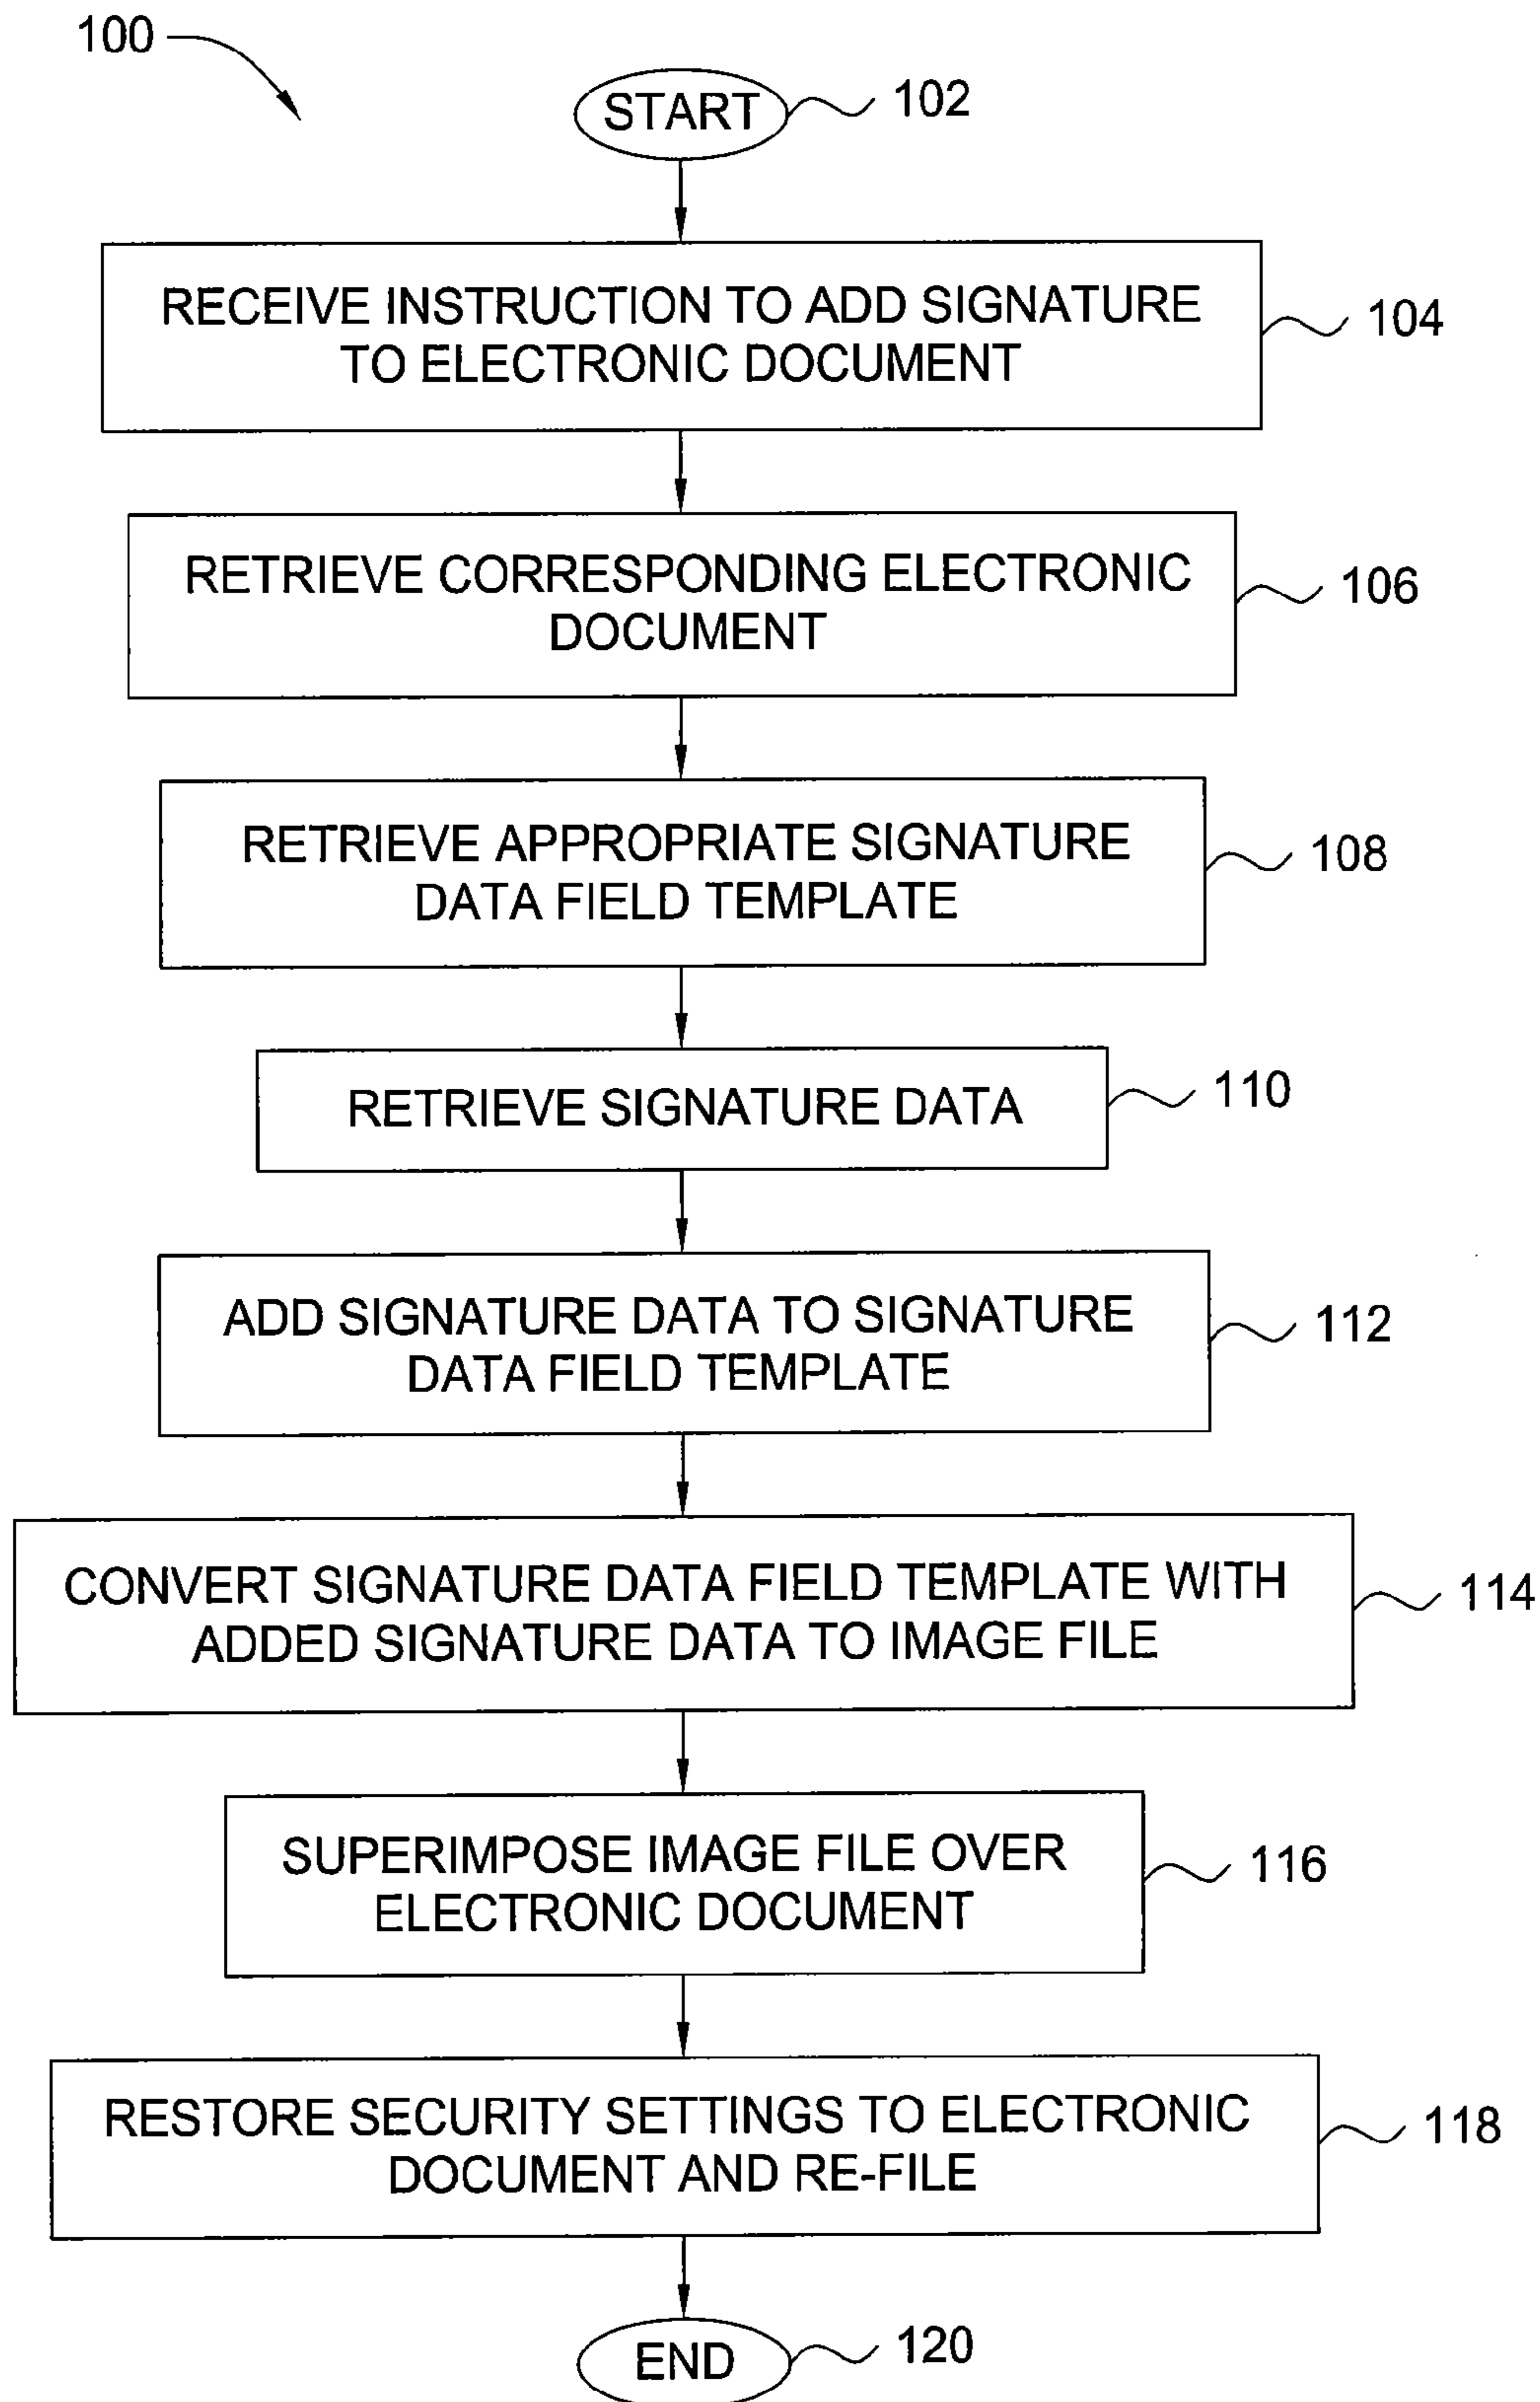 100
START
102
RECEIVE INSTRUCTION TO ADD SIGNATURE
TO ELECTRONIC DOCUMENT
104
RETRIEVE CORRESPONDING ELECTRONIC
DOCUMENT
106
RETRIEVE APPROPRIATE SIGNATURE
DATA FIELD TEMPLATE
108
RETRIEVE SIGNATURE DATA
110
ADD SIGNATURE DATA TO SIGNATURE
DATA FIELD TEMPLATE
112
CONVERT SIGNATURE DATA FIELD TEMPLATE WITH
ADDED SIGNATURE DATA TO IMAGE FILE
114
SUPERIMPOSE IMAGE FILE OVER
ELECTRONIC DOCUMENT
116
RESTORE SECURITY SETTINGS TO ELECTRONIC
DOCUMENT AND RE-FILE
118
END
120